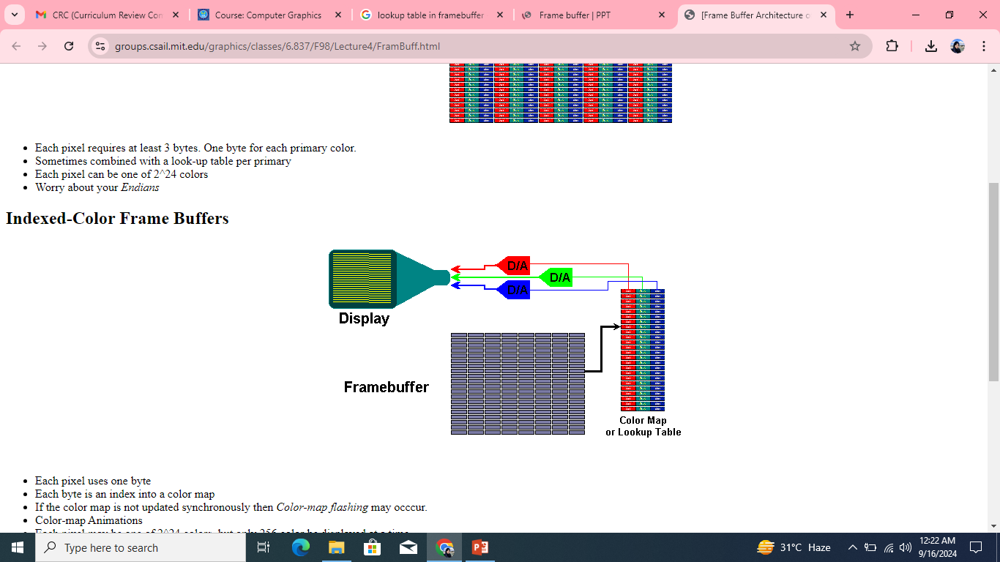 CRC (Curriculum Review Con
Course: Computer Graphics
lookup table in framebuffer
Frame buffer | PPT
[Frame Buffer Architecture o
groups.csail.mit.edu/graphics/classes/6.837/F98/Lecture4/FramBuff.html
Each pixel requires at least 3 bytes. One byte for each primary color.
Sometimes combined with a look-up table per primary
Each pixel can be one of 2^24 colors
Worry about your Endians
Indexed-Color Frame Buffers
D/A
D/A
D/A
Display
Framebuffer
Color Map
or Lookup Table
Each pixel uses one byte
Each byte is an index into a color map
If the color map is not updated synchronously then Color-map flashing may occcur.
Color-map Animations
Each pixel may be one of 2^24 colors, but only 256 color be displayed at a time
Type here to search
31°C Haze
12:22 AM
9/16/2024